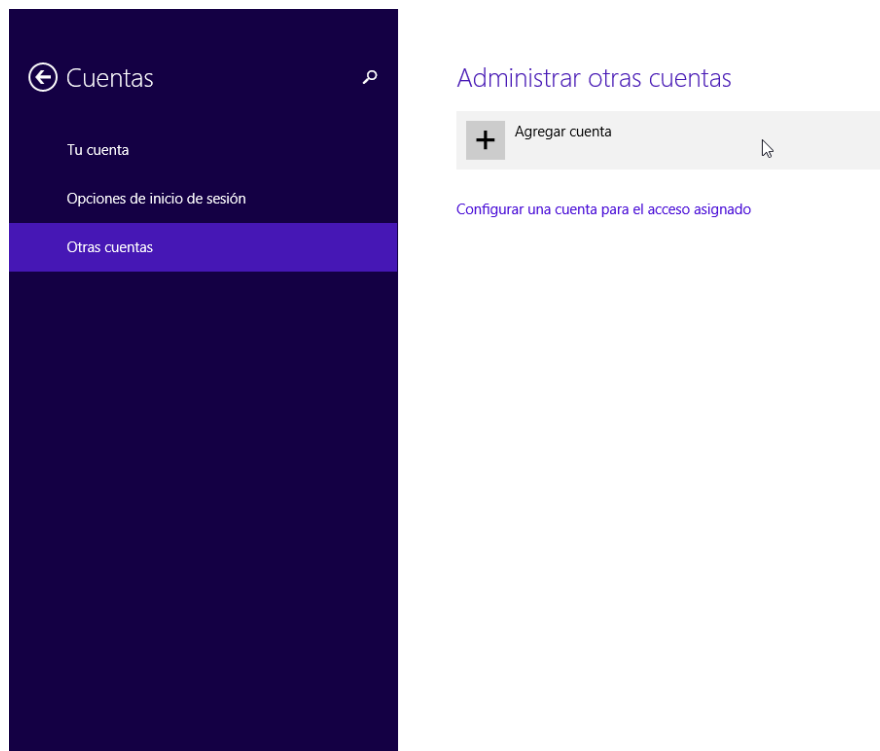 Cuentas
Tu cuenta
Opciones de inicio de sesión
Otras cuentas
Administrar otras cuentas
Agregar cuenta
Configurar una cuenta para el acceso asignado